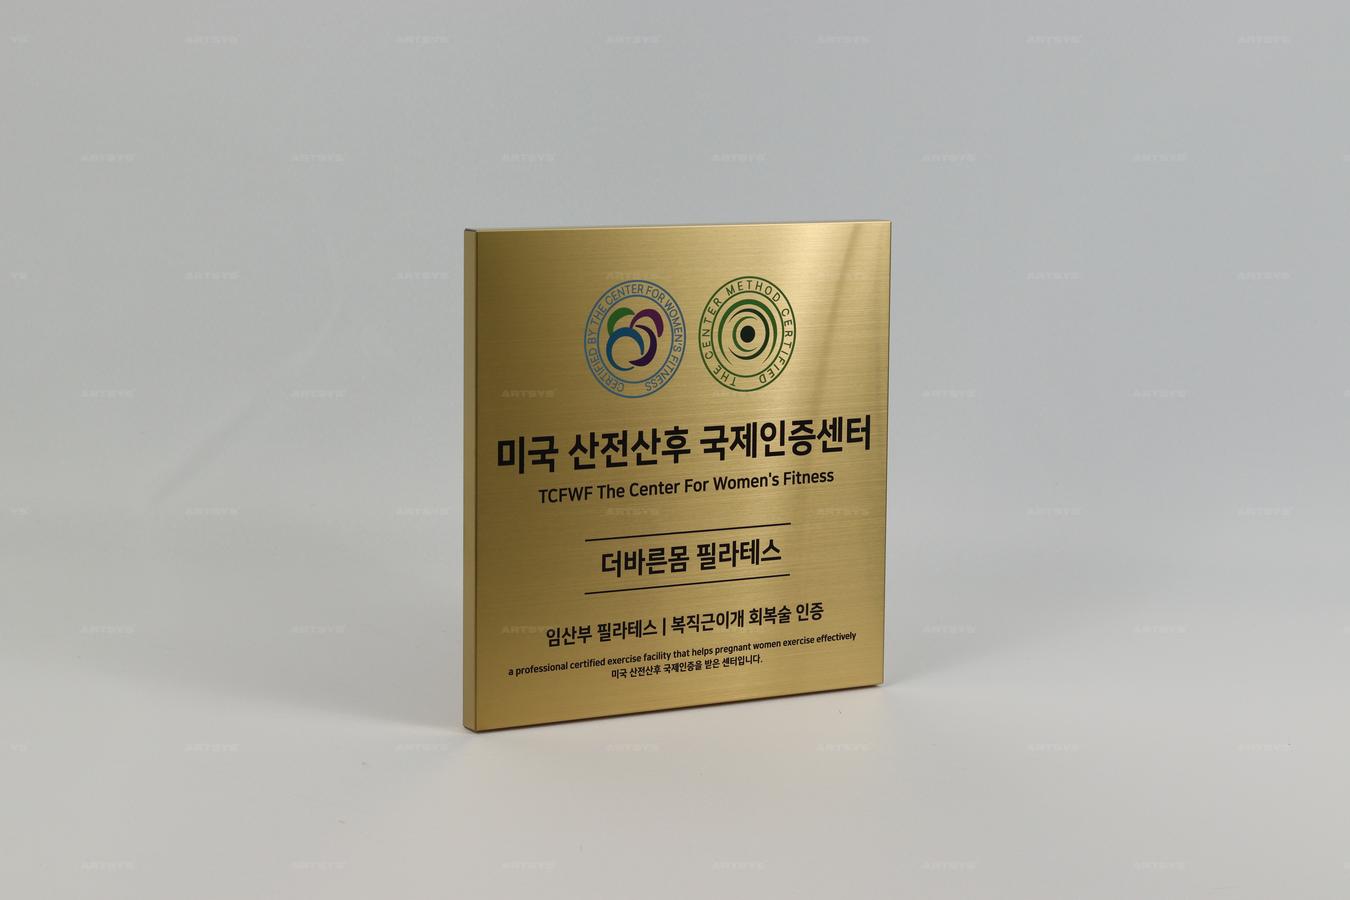 CERTIFIED BY THE CENTER FOR WOMEN'S FITNESS
THE CENTER METHOD CERTIFIED
미국 산전산후 국제인증센터
TCFWF The Center For Women's Fitness
더바른몸 필라테스
임산부 필라테스 | 복직근이개 회복술 인증
a professional certified exercise facility that helps pregnant women exercise effectively
미국 산전산후 국제인증을 받은 센터입니다.
ARTSYS